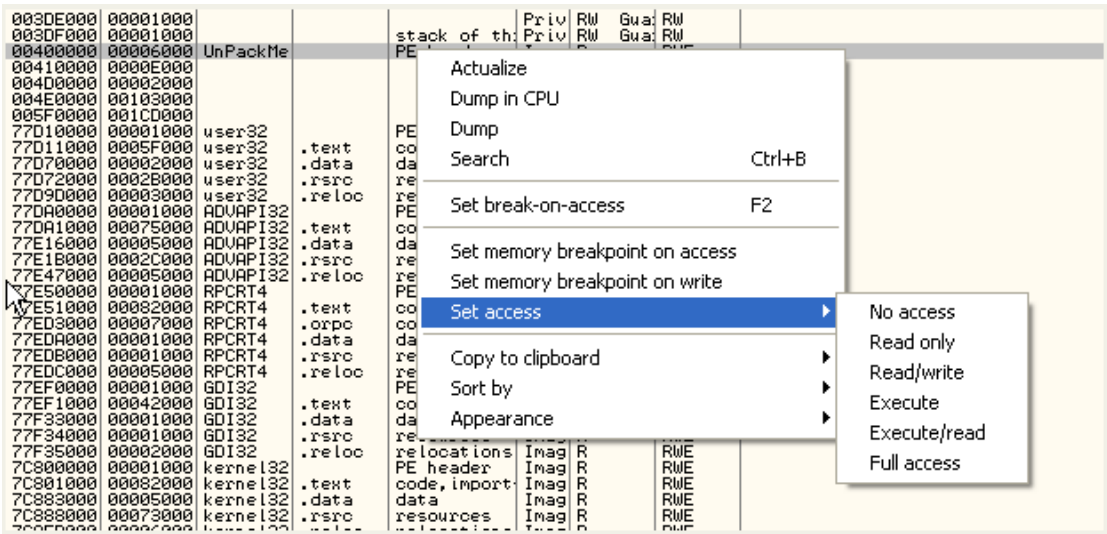 003DE000 00001000 Priv RW Gua: RW
003DF000 00001000 stack of th: Priv RW Gua: RW
00400000 00006000 UnPackMe PE
00410000 0000E000
004D0000 00002000
004E0000 00103000
005F0000 001CD000
77D10000 00001000 user32 PE
77D11000 0005F000 user32 .text co
77D70000 00002000 user32 .data da
77D72000 0002B000 user32 .rsrc re
77D9D000 00003000 user32 .reloc re
77DA0000 00001000 ADVAPI32 PE
77DA1000 00075000 ADVAPI32 .text co
77E16000 00005000 ADVAPI32 .data da
77E1B000 0002C000 ADVAPI32 .rsrc re
77E47000 00005000 ADVAPI32 .reloc re
77E50000 00001000 RPCRT4 PE
77E51000 00082000 RPCRT4 .text co
77ED3000 00007000 RPCRT4 .orpc co
77EDA000 00001000 RPCRT4 .data da
77EDB000 00001000 RPCRT4 .rsrc re
77EDC000 00005000 RPCRT4 .reloc re
77EF0000 00001000 GDI32 PE
77EF1000 00042000 GDI32 .text co
77F33000 00001000 GDI32 .data da
77F34000 00001000 GDI32 .rsrc
77F35000 00002000 GDI32 .reloc relocations Imag R RWE
7C800000 00001000 kernel32 PE header Imag R RWE
7C801000 00082000 kernel32 .text code,import Imag R RWE
7C883000 00005000 kernel32 .data data Imag R RWE
7C888000 00073000 kernel32 .rsrc resources Imag R RWE
Actualize
Dump in CPU
Dump
Search Ctrl+B
Set break-on-access F2
Set memory breakpoint on access
Set memory breakpoint on write
Set access
Copy to clipboard
Sort by
Appearance
No access
Read only
Read/write
Execute
Execute/read
Full access